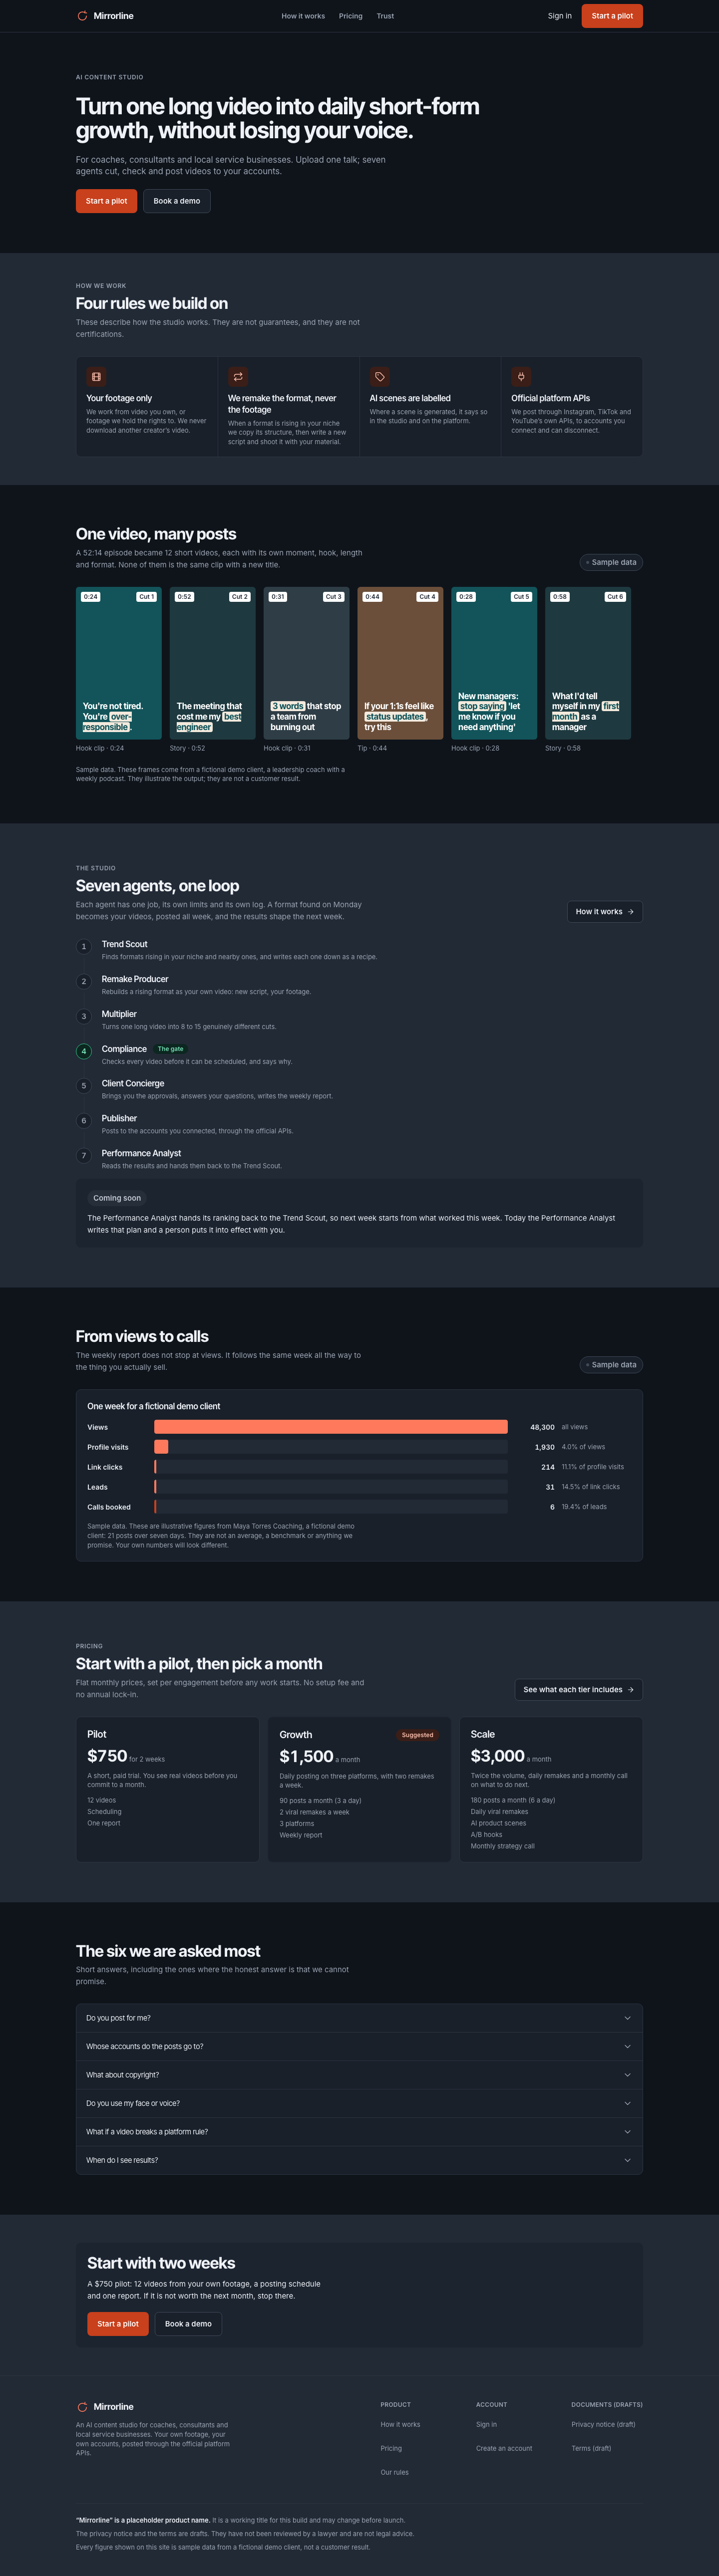 Mirrorline
How it works
Pricing
Trust
Sign in
Start a pilot
AI CONTENT STUDIO
Turn one long video into daily short-form
growth, without losing your voice.
For coaches, consultants and local service businesses. Upload one talk; seven
agents cut, check and post videos to your accounts.
Start a pilot
Book a demo
HOW WE WORK
Four rules we build on
These describe how the studio works. They are not guarantees, and they are not
certifications.
Your footage only
We work from video you own, or
footage we hold the rights to. We never
download another creator's video.
We remake the format, never
the footage
When a format is rising in your niche
we copy its structure, then write a new
script and shoot it with your material.
AI scenes are labelled
Where a scene is generated, it says so
in the studio and on the platform.
Official platform APIs
We post through Instagram, TikTok and
YouTube's own APIs, to accounts you
connect and can disconnect.
One video, many posts
A 52:14 episode became 12 short videos, each with its own moment, hook, length
and format. None of them is the same clip with a new title.
Sample data
0:24
Cut 1
You're not tired.
You're over-
responsible.
Hook clip · 0:24
0:52
Cut 2
The meeting that
cost me my best
engineer
Story · 0:52
0:31
Cut 3
3 words that stop
a team from
burning out
Hook clip · 0:31
0:44
Cut 4
If your 1:1s feel like
status updates,
try this
Tip · 0:44
0:28
Cut 5
New managers:
stop saying 'let
me know if you
need anything'
Hook clip · 0:28
0:58
Cut 6
What I'd tell
myself in my first
month as a
manager
Story · 0:58
Sample data. These frames come from a fictional demo client, a leadership coach with a
weekly podcast. They illustrate the output; they are not a customer result.
THE STUDIO
Seven agents, one loop
Each agent has one job, its own limits and its own log. A format found on Monday
becomes your videos, posted all week, and the results shape the next week.
How it works
1
Trend Scout
Finds formats rising in your niche and nearby ones, and writes each one down as a recipe.
2
Remake Producer
Rebuilds a rising format as your own video: new script, your footage.
3
Multiplier
Turns one long video into 8 to 15 genuinely different cuts.
4
Compliance
The gate
Checks every video before it can be scheduled, and says why.
5
Client Concierge
Brings you the approvals, answers your questions, writes the weekly report.
6
Publisher
Posts to the accounts you connected, through the official APIs.
7
Performance Analyst
Reads the results and hands them back to the Trend Scout.
Coming soon
The Performance Analyst hands its ranking back to the Trend Scout, so next week starts from what worked this week. Today the Performance Analyst
writes that plan and a person puts it into effect with you.
From views to calls
The weekly report does not stop at views. It follows the same week all the way to
the thing you actually sell.
Sample data
One week for a fictional demo client
Views
48,300
all views
Profile visits
1,930
4.0% of views
Link clicks
214
11.1% of profile visits
Leads
31
14.5% of link clicks
Calls booked
6
19.4% of leads
Sample data. These are illustrative figures from Maya Torres Coaching, a fictional demo
client: 21 posts over seven days. They are not an average, a benchmark or anything we
promise. Your own numbers will look different.
PRICING
Start with a pilot, then pick a month
Flat monthly prices, set per engagement before any work starts. No setup fee and
no annual lock-in.
See what each tier includes
Pilot
$750 for 2 weeks
A short, paid trial. You see real videos before you
commit to a month.
12 videos
Scheduling
One report
Growth
Suggested
$1,500 a month
Daily posting on three platforms, with two remakes
a week.
90 posts a month (3 a day)
2 viral remakes a week
3 platforms
Weekly report
Scale
$3,000 a month
Twice the volume, daily remakes and a monthly call
on what to do next.
180 posts a month (6 a day)
Daily viral remakes
AI product scenes
A/B hooks
Monthly strategy call
The six we are asked most
Short answers, including the ones where the honest answer is that we cannot
promise.
Do you post for me?
Whose accounts do the posts go to?
What about copyright?
Do you use my face or voice?
What if a video breaks a platform rule?
When do I see results?
Start with two weeks
A $750 pilot: 12 videos from your own footage, a posting schedule
and one report. If it is not worth the next month, stop there.
Start a pilot
Book a demo
Mirrorline
An AI content studio for coaches, consultants and
local service businesses. Your own footage, your
own accounts, posted through the official platform
APIs.
PRODUCT
How it works
Pricing
Our rules
ACCOUNT
Sign in
Create an account
DOCUMENTS (DRAFTS)
Privacy notice (draft)
Terms (draft)
"Mirrorline" is a placeholder product name. It is a working title for this build and may change before launch.
The privacy notice and the terms are drafts. They have not been reviewed by a lawyer and are not legal advice.
Every figure shown on this site is sample data from a fictional demo client, not a customer result.